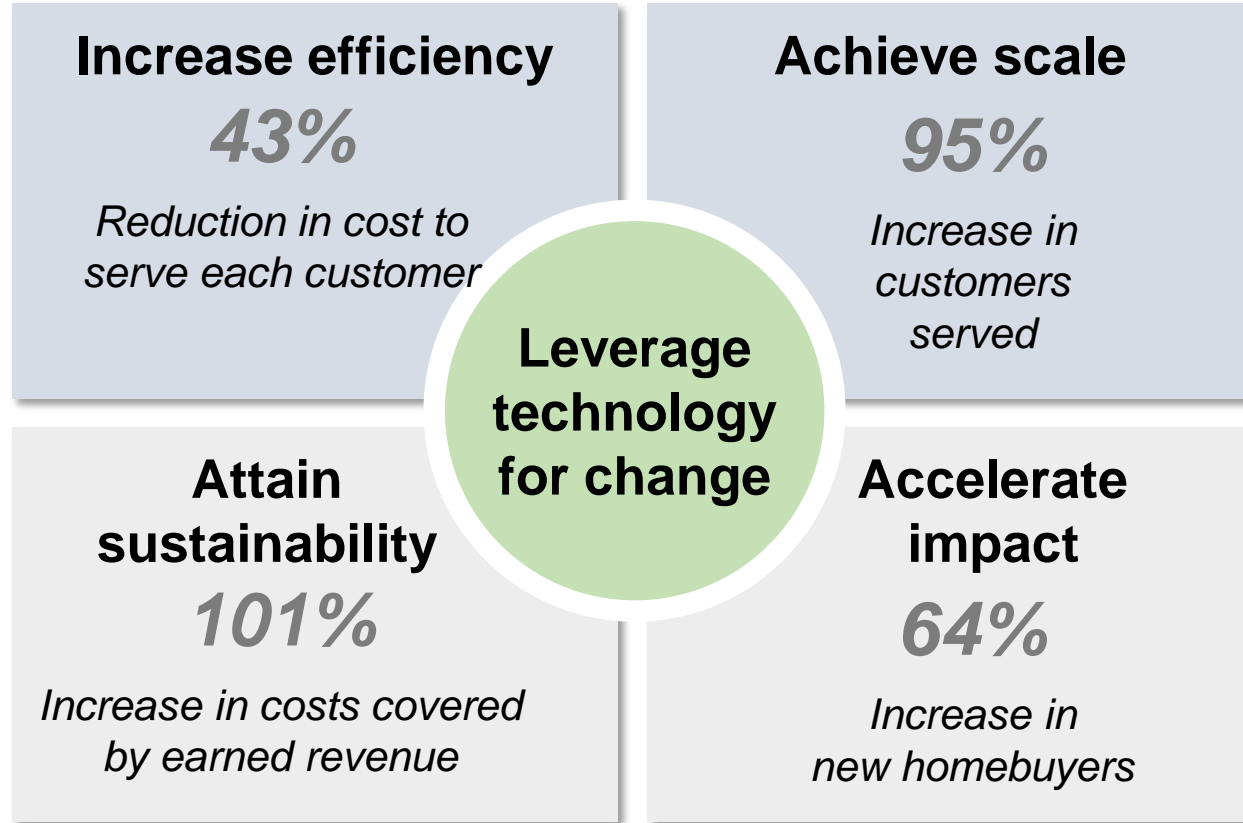 Increase efficiency
43%
Reduction in cost to
serve each customer
Achieve scale
95%
Increase in
customers
served
Leverage
technology
for change
Attain
sustainability
101%
Increase in costs covered
by earned revenue
Accelerate
impact
64%
Increase in
new homebuyers